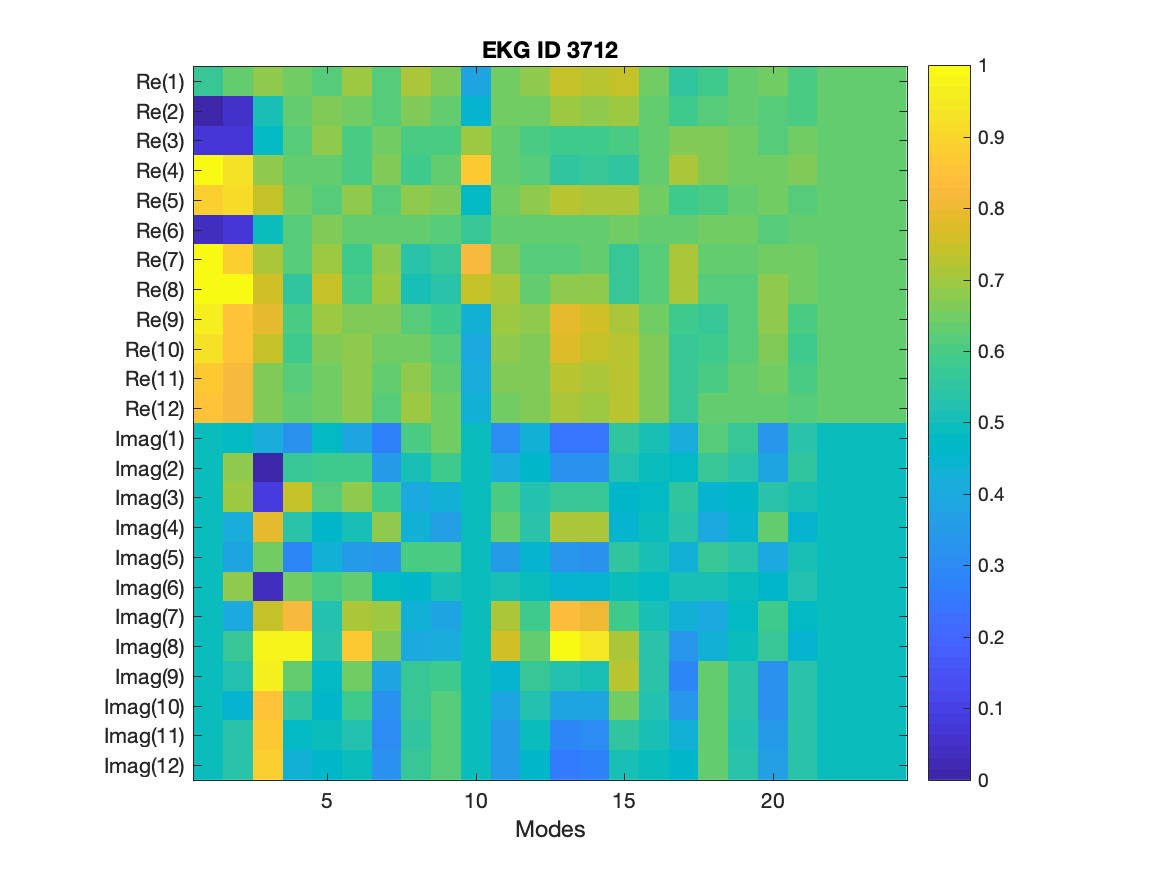 EKG ID 3712
Re(1)
Re(2)
Re(3)
Re(4)
Re(5)
Re(6)
Re(7)
Re(8)
Re(9)
Re(10)
Re(11)
Re(12)
Imag(1)
Imag(2)
Imag(3)
Imag(4)
Imag(5)
Imag(6)
Imag(7)
Imag(8)
Imag(9)
Imag(10)
Imag(11)
Imag(12)
5 10 15 20
Modes
1
0.9
0.8
0.7
0.6
0.5
0.4
0.3
0.2
0.1
0